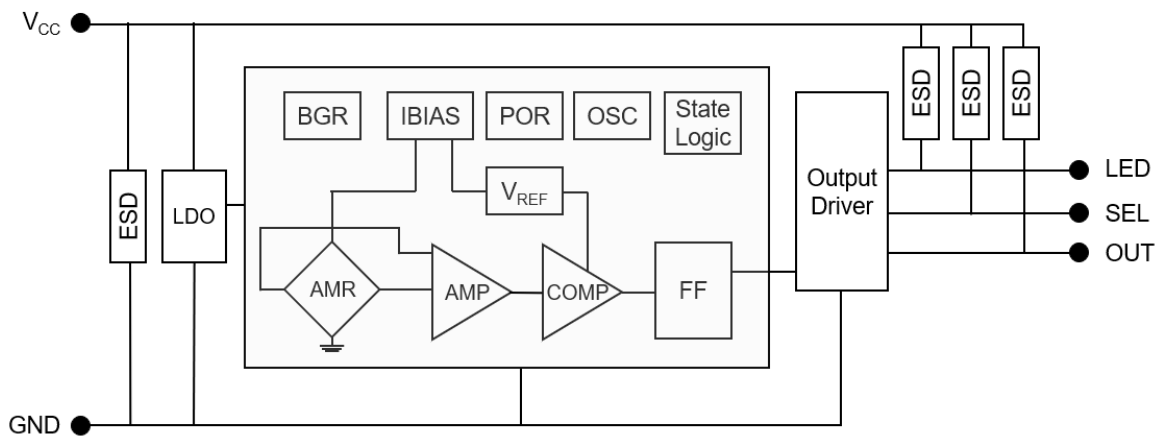 VCC
ESD
ESD
ESD
BGR
IBIAS
POR
OSC
State
Logic
ESD
LDO
VREF
Output
Driver
LED
SEL
OUT
AMR
AMP
COMP
FF
GND